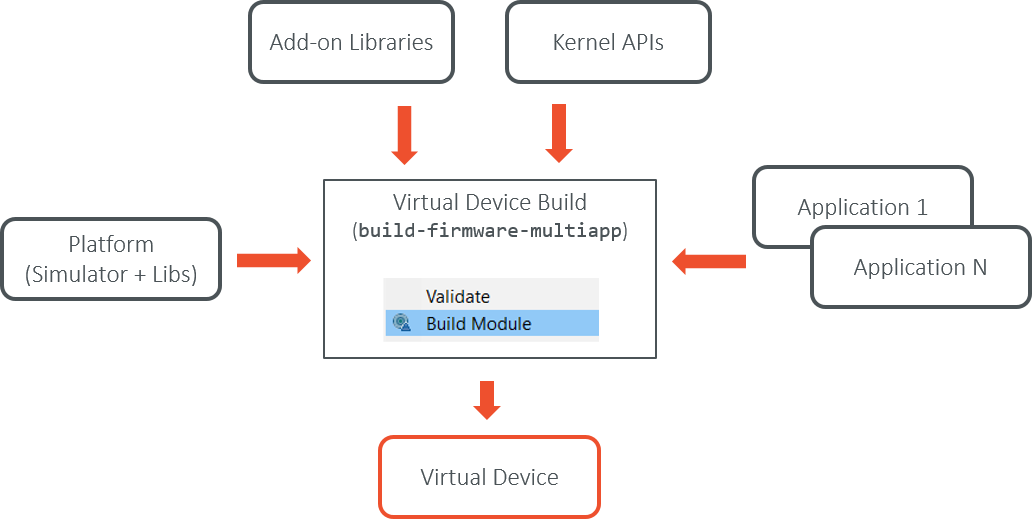 Add-on Libraries
Kernel APIs
Virtual Device Build
(build-firmware-multiapp)
Validate
Build Module
Platform
(Simulator + Libs)
Application 1
Application N
Virtual Device